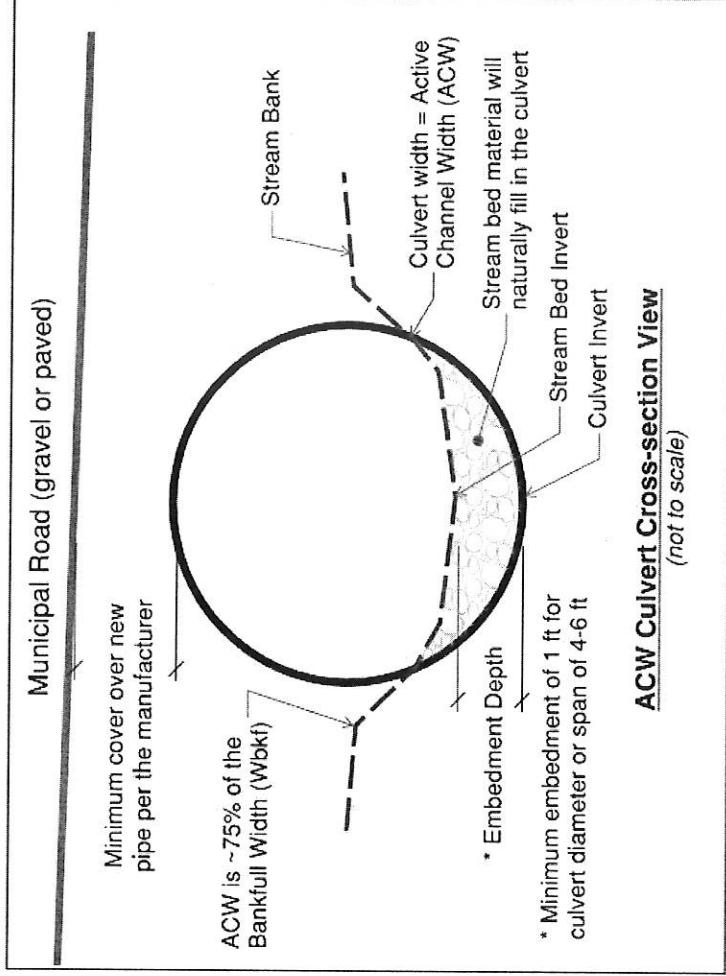 Municipal Road (gravel or paved)
Minimum cover over new
pipe per the manufacturer
ACW is ~75% of the
Bankfull Width (Wbkf)
Stream Bank
Culvert width = Active
Channel Width (ACW)
Stream bed material will
naturally fill in the culvert
Stream Bed Invert
Culvert Invert
* Embedment Depth
* Minimum embedment of 1 ft for
culvert diameter or span of 4-6 ft
ACW Culvert Cross-section View
(not to scale)